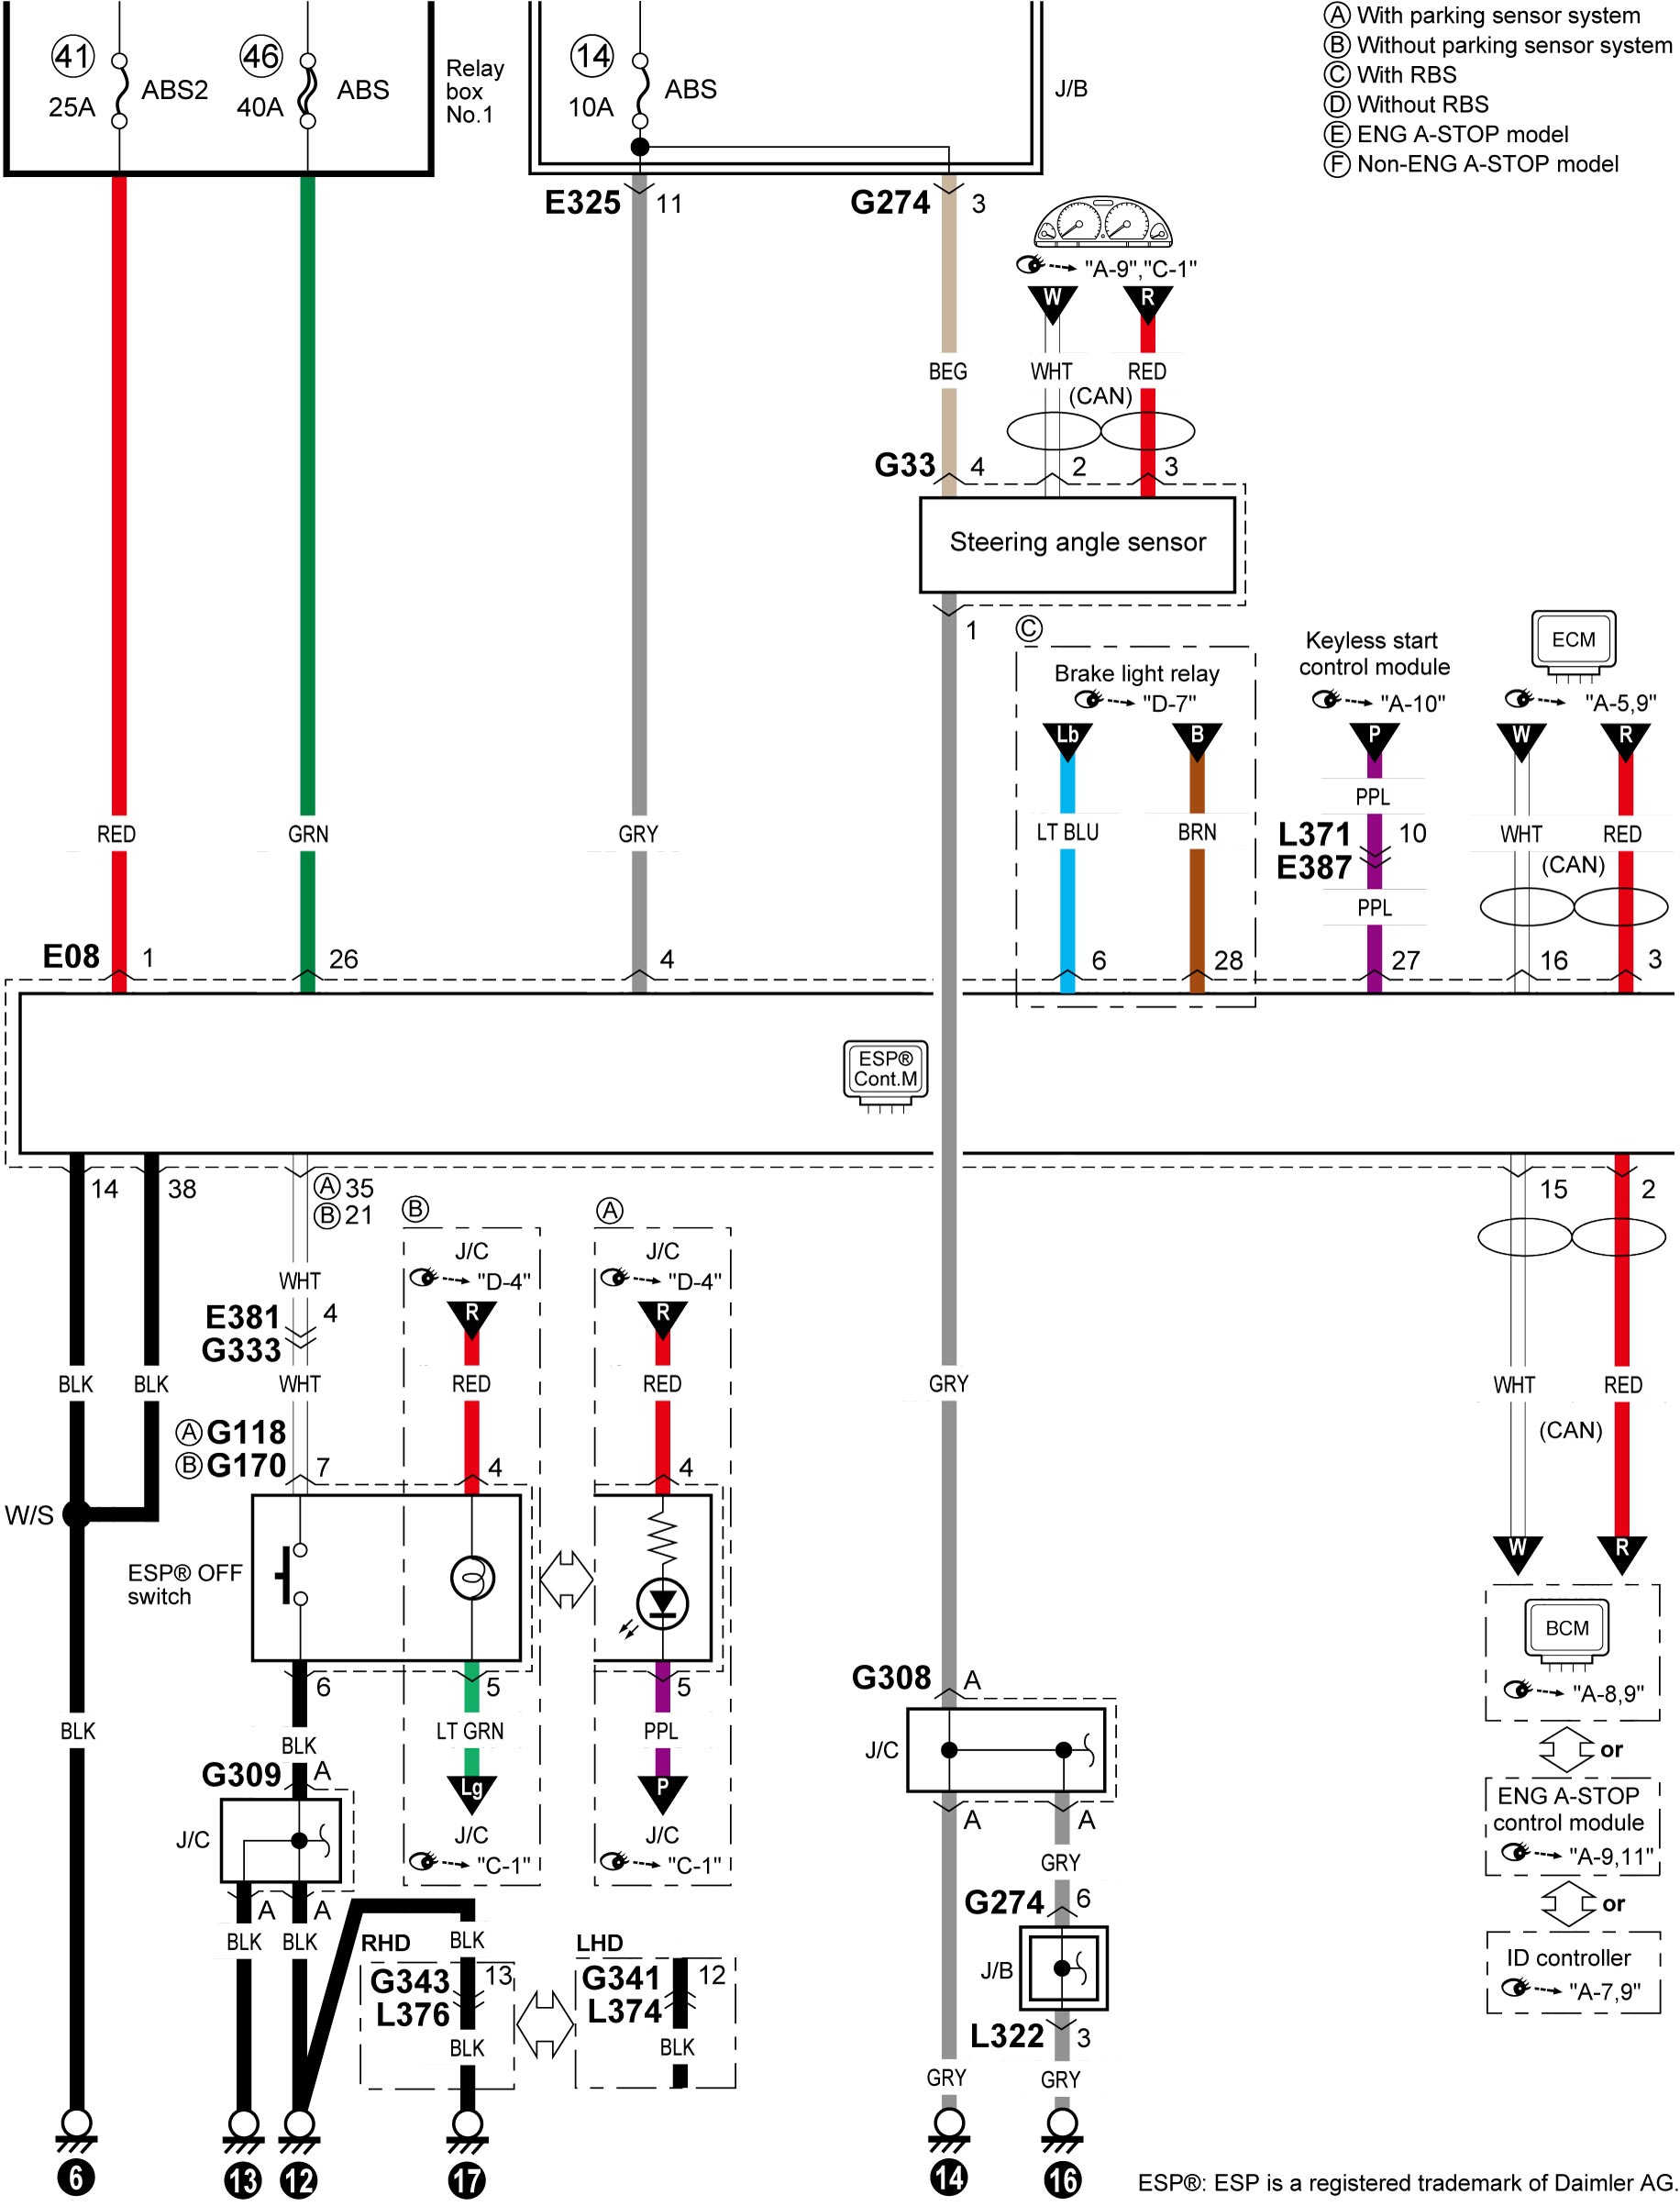 Ⓐ With parking sensor system
Ⓑ Without parking sensor system
Ⓒ With RBS
Ⓓ Without RBS
Ⓔ ENG A-STOP model
Ⓕ Non-ENG A-STOP model
41
25A
ABS2
46
40A
ABS
Relay
box
No.1
14
10A
ABS
J/B
E325 11
G274 3
"A-9","C-1"
W R
BEG WHT RED
(CAN)
G33 4 2 3
Steering angle sensor
1
Ⓒ
Brake light relay
"D-7"
Lb B
LT BLU BRN
Keyless start
control module
"A-10"
P
PPL
L371 10
E387
PPL
ECM
"A-5,9"
W R
WHT RED
(CAN)
RED GRN GRY
E08 1 26 4 6 28 27 16 3
ESP®
Cont.M
14 38
Ⓐ 35
Ⓑ 21
15 2
WHT
E381 4
G333
WHT
BLK BLK
Ⓐ G118
Ⓑ G170 7
W/S
ESP® OFF
switch
6
Ⓑ
J/C
"D-4"
R
RED
4
5
LT GRN
Lg
J/C
"C-1"
Ⓐ
J/C
"D-4"
R
RED
4
5
PPL
P
J/C
"C-1"
GRY
WHT RED
(CAN)
W R
BCM
"A-8,9"
or
ENG A-STOP
control module
"A-9,11"
or
ID controller
"A-7,9"
BLK
BLK
G309 A
J/C
A A
BLK BLK
RHD
BLK
G343 13
L376
BLK
LHD
G341 12
L374
BLK
G308 A
J/C
A A
GRY
G274 6
J/B
L322 3
GRY GRY
6 13 12 17 14 16
ESP®: ESP is a registered trademark of Daimler AG.